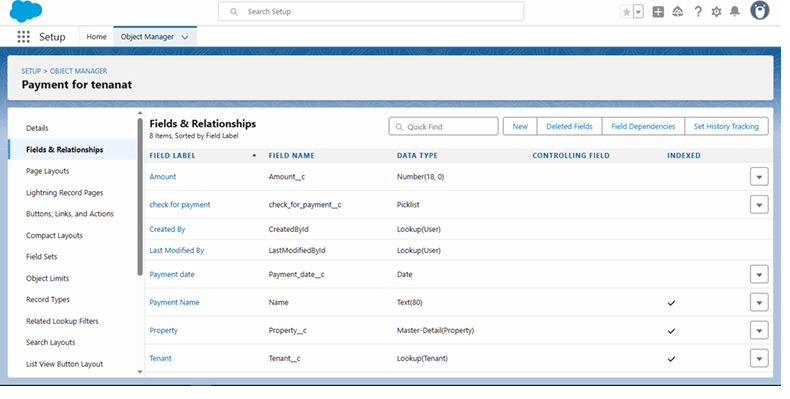 Search Setup
Setup Home Object Manager
SETUP > OBJECT MANAGER
Payment for tenanat
Details
Fields & Relationships
Page Layouts
Lightning Record Pages
Buttons, Links, and Actions
Compact Layouts
Field Sets
Object Limits
Record Types
Related Lookup Filters
Search Layouts
List View Button Layout
Fields & Relationships
8 Items, Sorted by Field Label
Quick Find New Deleted Fields Field Dependencies Set History Tracking
FIELD LABEL FIELD NAME DATA TYPE CONTROLLING FIELD INDEXED
Amount Amount__c Number(18, 0)
check for payment check_for_payment__c Picklist
Created By CreatedById Lookup(User)
Last Modified By LastModifiedById Lookup(User)
Payment date Payment_date__c Date
Payment Name Name Text(80)
Property Property__c Master-Detail(Property)
Tenant Tenant__c Lookup(Tenant)